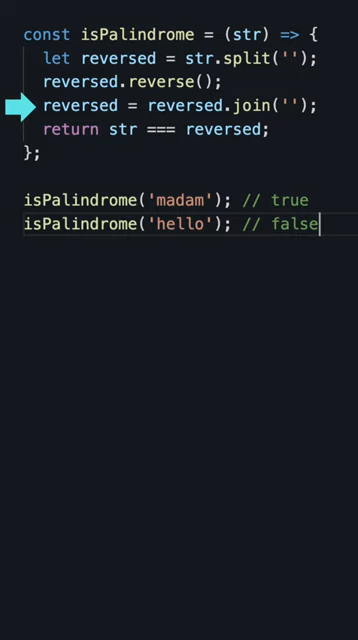 const isPalindrome = (str) => {
  let reversed = str.split('');
  reversed.reverse();
  reversed = reversed.join('');
  return str === reversed;
};

isPalindrome('madam'); // true
isPalindrome('hello'); // false